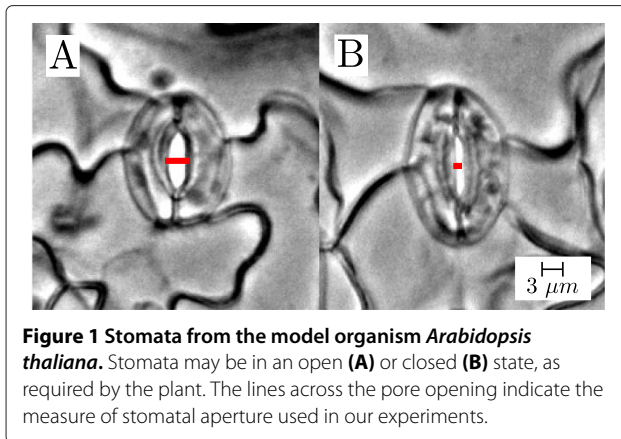 A
B
3 μm
Figure 1 Stomata from the model organism Arabidopsis
thaliana. Stomata may be in an open (A) or closed (B) state, as
required by the plant. The lines across the pore opening indicate the
measure of stomatal aperture used in our experiments.